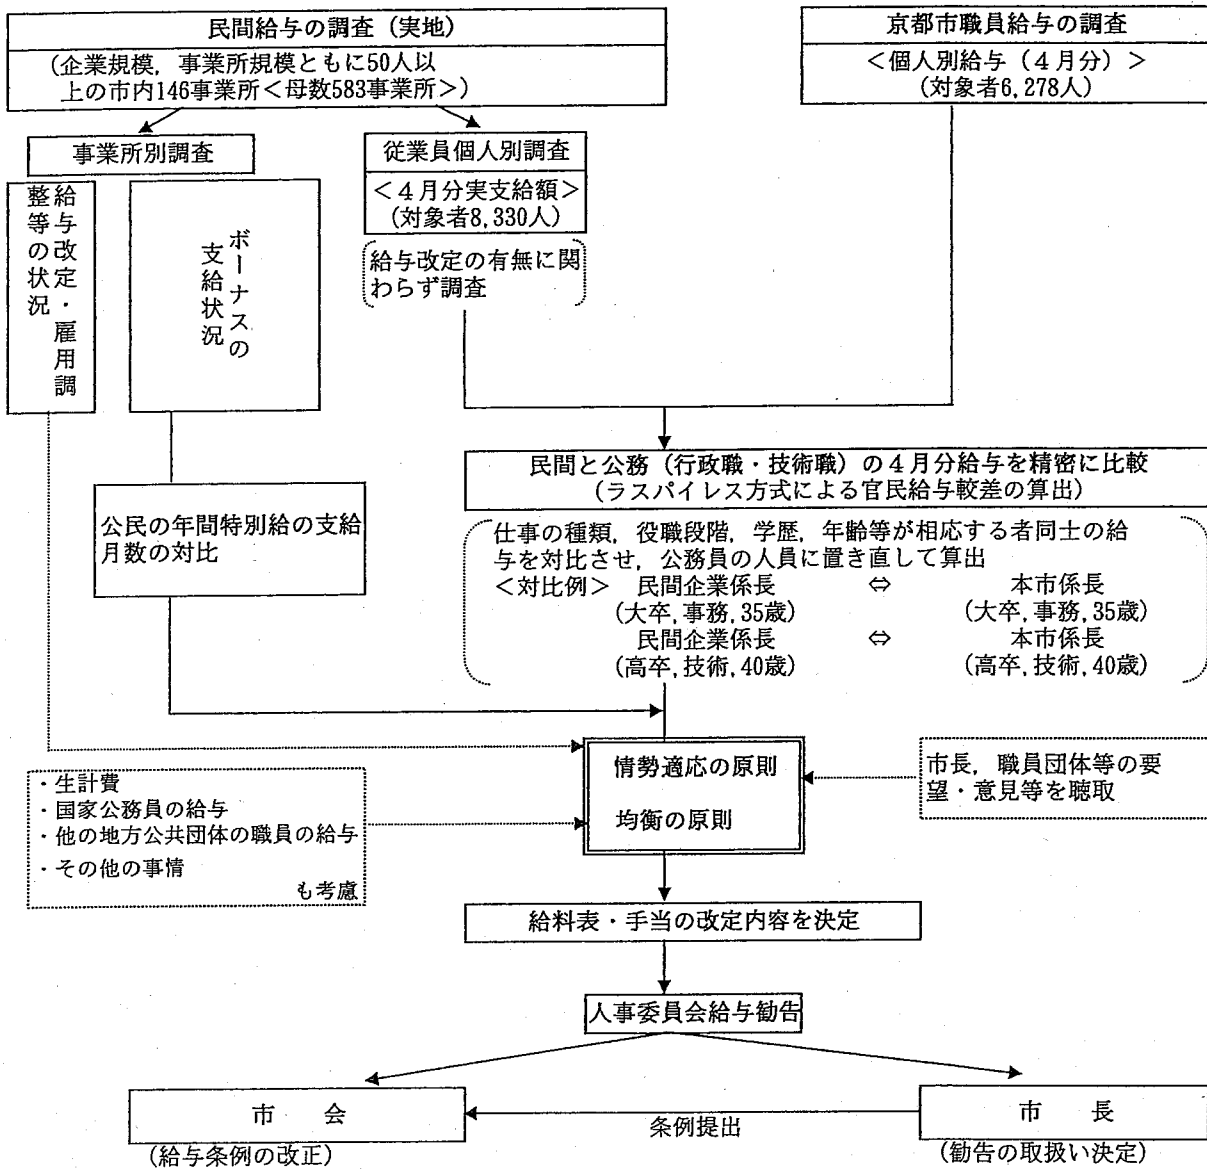 民間給与の調査（実地）
（企業規模，事業所規模ともに50人以
上の市内146事業所＜母数583事業所＞）
京都市職員給与の調査
＜個人別給与（４月分）＞
（対象者6,278人）
事業所別調査
従業員個人別調査
＜４月分実支給額＞
（対象者8,330人）
給与改定の有無に関
わらず調査
給与改定・雇用調
整等の状況
ボーナスの
支給状況
民間と公務（行政職・技術職）の４月分給与を精密に比較
（ラスパイレス方式による官民給与較差の算出）
公民の年間特別給の支給
月数の対比
仕事の種類，役職段階，学歴，年齢等が相応する者同士の給
与を対比させ，公務員の人員に置き直して算出
＜対比例＞ 民間企業係長 ⇔ 本市係長
（大卒,事務,35歳） （大卒,事務,35歳）
民間企業係長 ⇔ 本市係長
（高卒,技術,40歳） （高卒,技術,40歳）
情勢適応の原則
均衡の原則
市長，職員団体等の要
望・意見等を聴取
・生計費
・国家公務員の給与
・他の地方公共団体の職員の給与
・その他の事情
も考慮
給料表・手当の改定内容を決定
人事委員会給与勧告
市　会
（給与条例の改正）
条例提出
市　長
（勧告の取扱い決定）